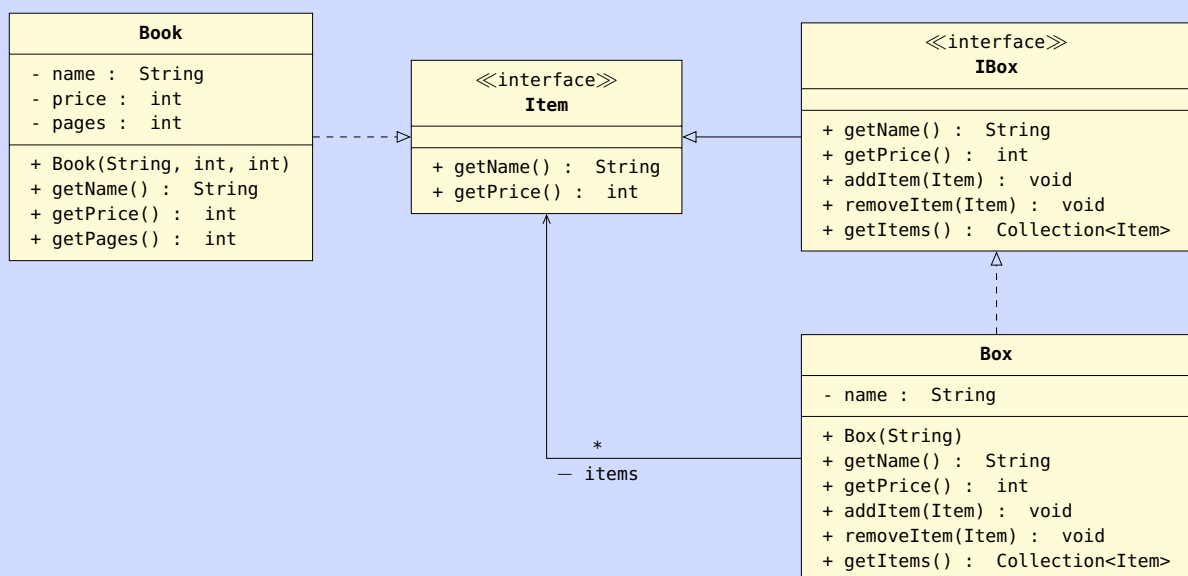 Book
- name : String
- price : int
- pages : int
+ Book(String, int, int)
+ getName() : String
+ getPrice() : int
+ getPages() : int
≪interface≫
Item
+ getName() : String
+ getPrice() : int
≪interface≫
IBox
+ getName() : String
+ getPrice() : int
+ addItem(Item) : void
+ removeItem(Item) : void
+ getItems() : Collection<Item>
*
– items
Box
- name : String
+ Box(String)
+ getName() : String
+ getPrice() : int
+ addItem(Item) : void
+ removeItem(Item) : void
+ getItems() : Collection<Item>